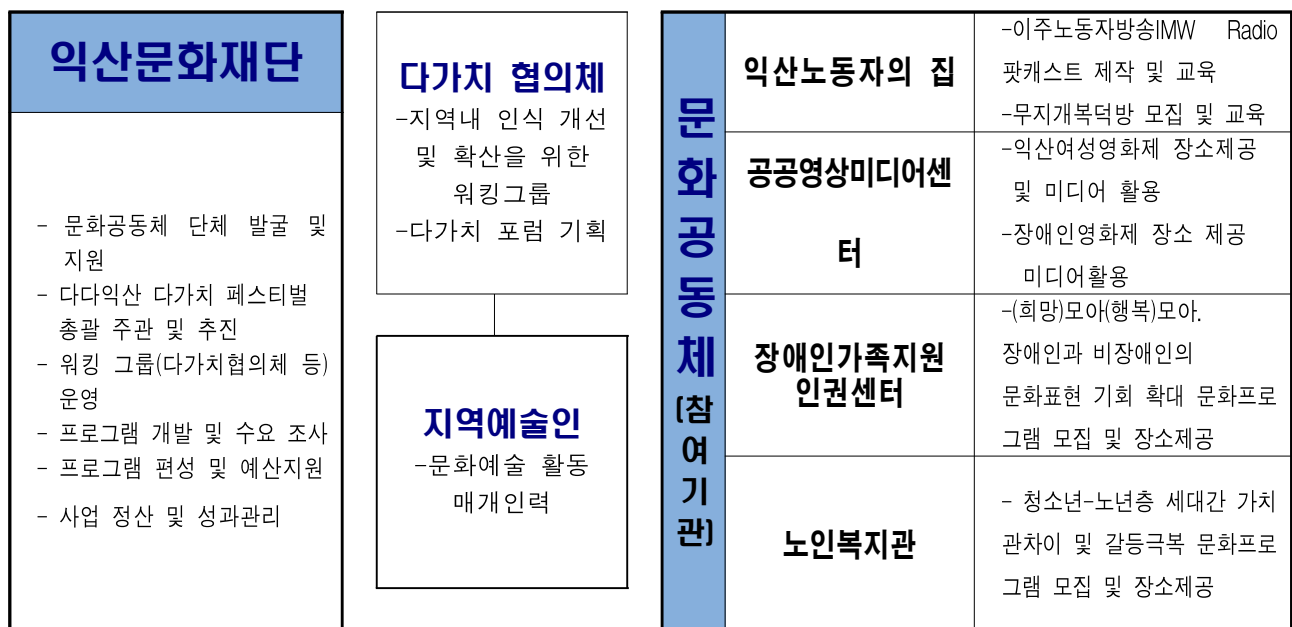 익산문화재단
- 문화공동체 단체 발굴 및
지원
- 다다익산 다가치 페스티벌
총괄 주관 및 추진
- 워킹 그룹(다가치협의체 등)
운영
- 프로그램 개발 및 수요 조사
- 프로그램 편성 및 예산지원
- 사업 정산 및 성과관리
다가치 협의체
-지역내 인식 개선
및 확산을 위한
워킹그룹
-다가치 포럼 기획
지역예술인
-문화예술 활동
매개인력
문
화
공
동
체
(참
여
기
관)
익산노동자의 집
-이주노동자방송IMW Radio
팟캐스트 제작 및 교육
-무지개복덕방 모집 및 교육
공공영상미디어센
터
-익산여성영화제 장소제공
및 미디어 활용
-장애인영화제 장소 제공
미디어활용
장애인가족지원
인권센터
-(희망)모아(행복)모아.
장애인과 비장애인의
문화표현 기회 확대 문화프로
그램 모집 및 장소제공
노인복지관
- 청소년-노년층 세대간 가치
관차이 및 갈등극복 문화프로
그램 모집 및 장소제공